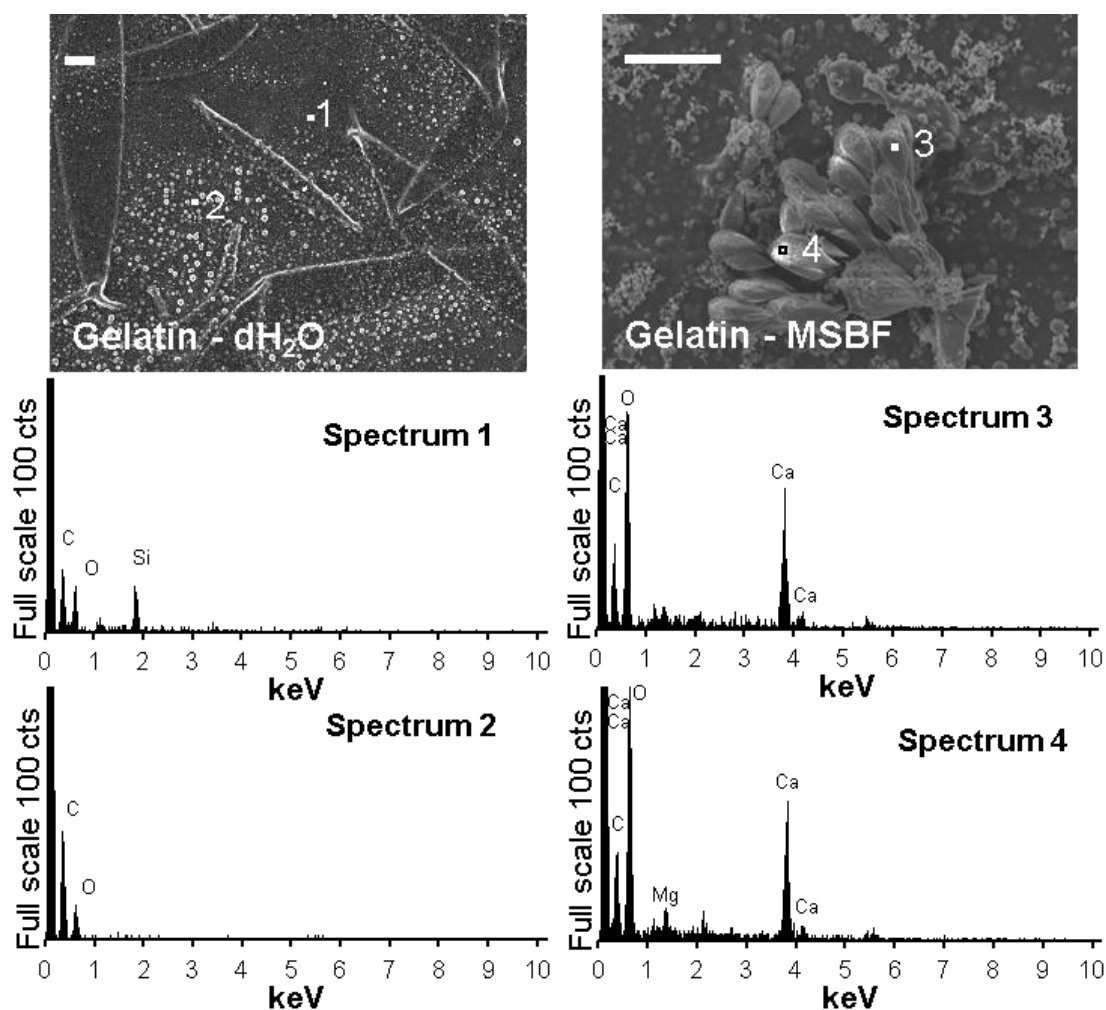 1
2
Gelatin - dH₂O
3
4
Gelatin - MSBF
Full scale 100 cts
Spectrum 1
C
O
Si
0 1 2 3 4 5 6 7 8 9 10
keV
Full scale 100 cts
Spectrum 3
O
Ca
Ca
C
Ca
Ca
0 1 2 3 4 5 6 7 8 9 10
keV
Full scale 100 cts
Spectrum 2
C
O
0 1 2 3 4 5 6 7 8 9 10
keV
Full scale 100 cts
Spectrum 4
O
Ca
Ca
C
Mg
Ca
Ca
0 1 2 3 4 5 6 7 8 9 10
keV